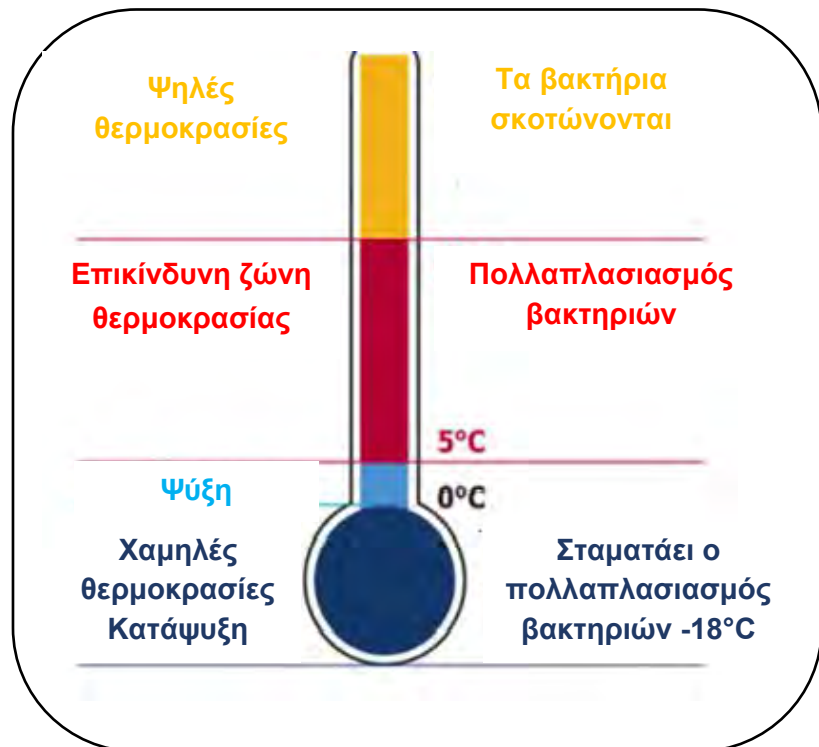 Ψηλές
θερμοκρασίες
Τα βακτήρια
σκοτώνονται
Επικίνδυνη ζώνη
θερμοκρασίας
Πολλαπλασιασμός
βακτηριών
5°C
Ψύξη
0°C
Χαμηλές
θερμοκρασίες
Κατάψυξη
Σταματάει ο
πολλαπλασιασμός
βακτηριών -18°C